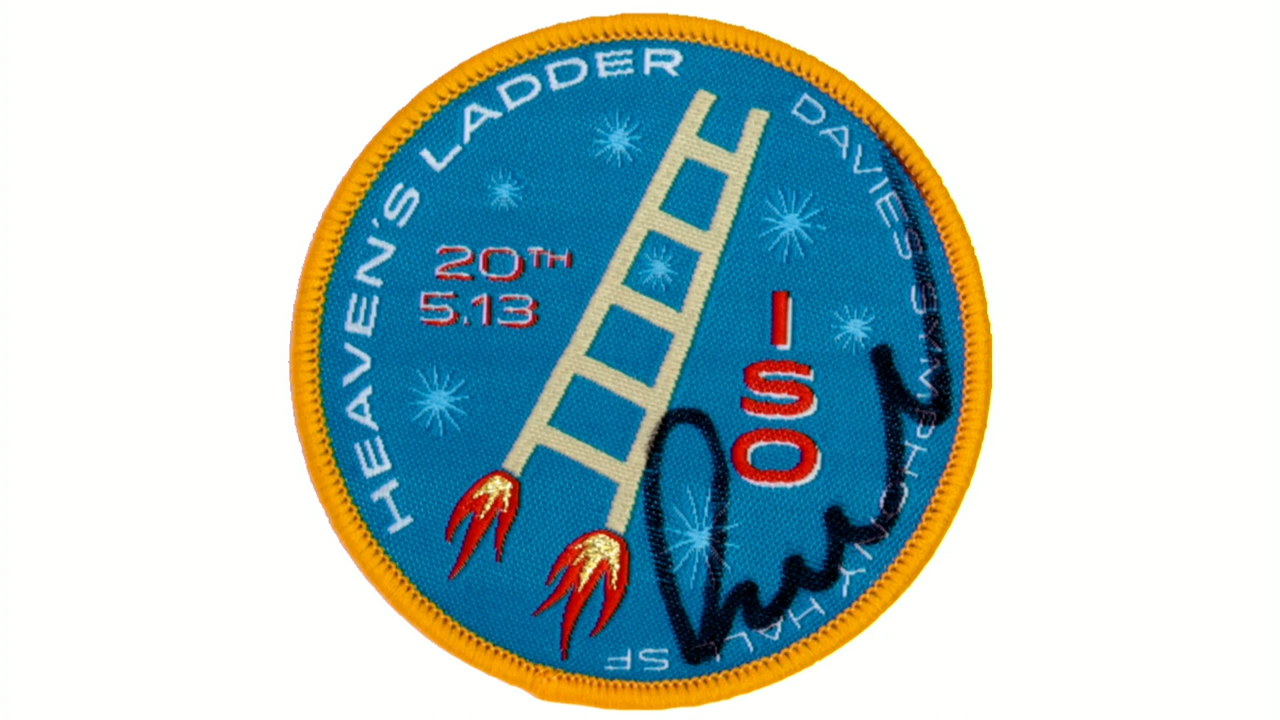 HEAVEN'S LADDER
DAVIES SYMPHONY HALL SF
20TH
5.13
ISO